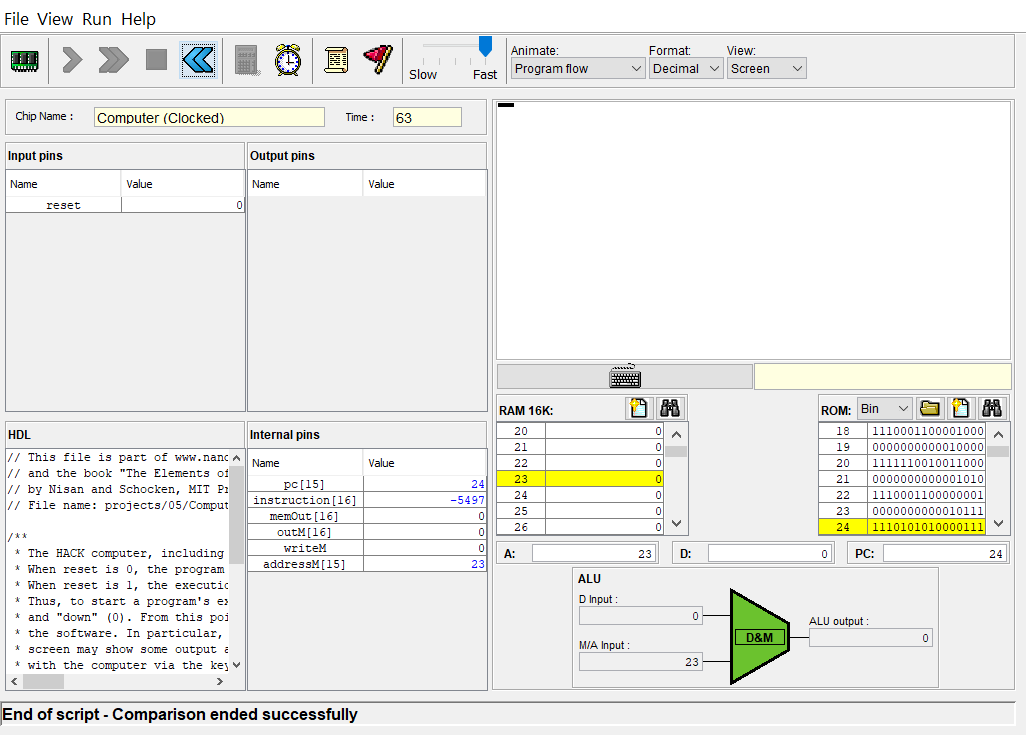 File View Run Help
Slow Fast
Animate: Format: View:
Program flow Decimal Screen
Chip Name : Computer (Clocked) Time : 63
Input pins
Name Value
reset 0
Output pins
Name Value
HDL
// This file is part of www.nand
// and the book "The Elements of
// by Nisan and Schocken, MIT Pr
// File name: projects/05/Comput
/**
* The HACK computer, including
* When reset is 0, the program
* When reset is 1, the executio
* Thus, to start a program's ex
* and "down" (0). From this poi
* the software. In particular,
* screen may show some output a
* with the computer via the key
Internal pins
Name Value
pc[15] 24
instruction[16] -5497
memOut[16] 0
outM[16] 0
writeM 0
addressM[15] 23
RAM 16K:
20 0
21 0
22 0
23 0
24 0
25 0
26 0
ROM: Bin
18 1110001100001000
19 0000000000010000
20 1111110010011000
21 0000000000001010
22 1110001100000001
23 0000000000010111
24 1110101010000111
A: 23 D: 0 PC: 24
ALU
D Input :
0
M/A Input :
23
D&M
ALU output :
0
End of script - Comparison ended successfully